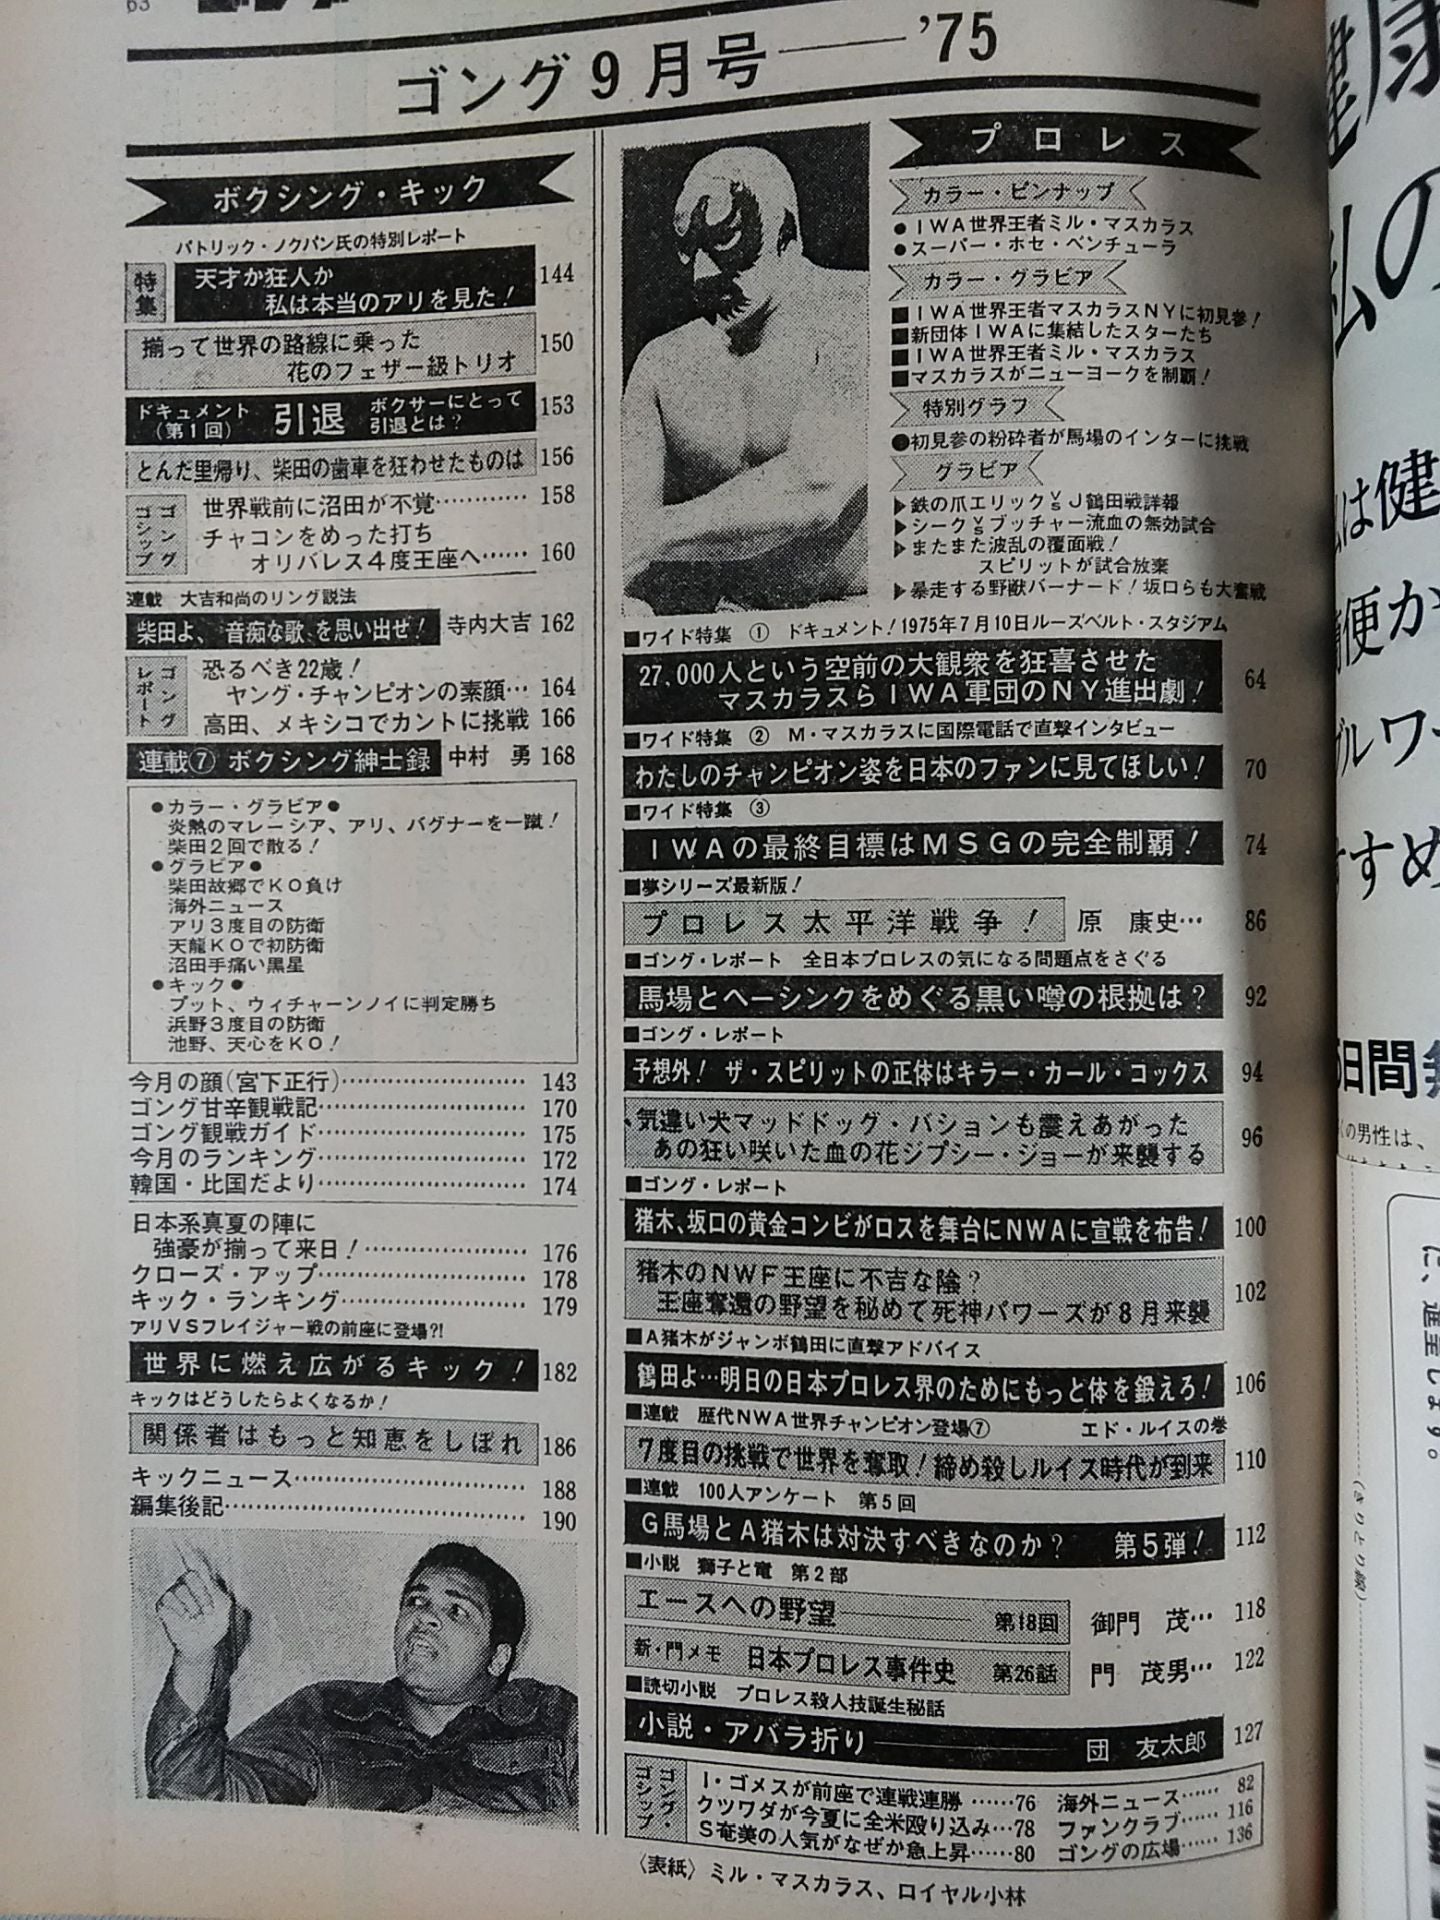 63
ゴング9月号──'75
ボクシング・キック
パトリック・ノクパン氏の特別レポート
特集
天才か狂人か
私は本当のアリを見た！ 144
揃って世界の路線に乗った
花のフェザー級トリオ 150
ドキュメント(第1回) 引退 ボクサーにとって引退とは？ 153
とんだ里帰り、柴田の歯車を狂わせたものは 156
ゴング ゴシップ
世界戦前に沼田が不覚………… 158
チャコンをめった打ち
オリバレス4度王座へ…… 160
連載 大吉和尚のリング説法
柴田よ、音痴な歌を思い出せ！ 寺内大吉 162
ゴング レポート
恐るべき22歳！
ヤング・チャンピオンの素顔… 164
高田、メキシコでカントに挑戦 166
連載⑦ ボクシング紳士録 中村 勇 168
●カラー・グラビア●
炎熱のマレーシア、アリ、バグナーを一蹴！
柴田2回で散る！
●グラビア●
柴田故郷でKO負け
海外ニュース
アリ3度目の防衛
天龍KOで初防衛
沼田手痛い黒星
●キック●
プット、ウィチャーンノイに判定勝ち
浜野3度目の防衛
池野、天心をKO！
今月の顔(宮下正行)…………………… 143
ゴング甘辛観戦記…………………… 170
ゴング観戦ガイド…………………… 175
今月のランキング…………………… 172
韓国・比国だより…………………… 174
日本系真夏の陣に
強豪が揃って来日！………………… 176
クローズ・アップ…………………… 178
キック・ランキング………………… 179
アリVSフレイジャー戦の前座に登場?!
世界に燃え広がるキック！ 182
キックはどうしたらよくなるか！
関係者はもっと知恵をしぼれ 186
キックニュース……………………… 188
編集後記……………………………… 190
プロレス
カラー・ピンナップ
●IWA世界王者ミル・マスカラス
●スーパー・ホセ・ベンチューラ
カラー・グラビア
■IWA世界王者マスカラスNYに初見参！
■新団体IWAに集結したスターたち
■IWA世界王者ミル・マスカラス
■マスカラスがニューヨークを制覇！
特別グラフ
●初見参の粉砕者が馬場のインターに挑戦
グラビア
▶鉄の爪エリックVSJ鶴田戦詳報
▶シークVSブッチャー流血の無効試合
▶またまた波乱の覆面戦！
スピリットが試合放棄
▶暴走する野獣バーナード！坂口らも大奮戦
■ワイド特集 ① ドキュメント！1975年7月10日ルーズベルト・スタジアム
27,000人という空前の大観衆を狂喜させた
マスカラスらIWA軍団のNY進出劇！ 64
■ワイド特集 ② M・マスカラスに国際電話で直撃インタビュー
わたしのチャンピオン姿を日本のファンに見てほしい！ 70
■ワイド特集 ③
IWAの最終目標はMSGの完全制覇！ 74
■夢シリーズ最新版！
プロレス太平洋戦争！ 原 康史… 86
■ゴング・レポート 全日本プロレスの気になる問題点をさぐる
馬場とヘーシンクをめぐる黒い噂の根拠は？ 92
■ゴング・レポート
予想外！ ザ・スピリットの正体はキラー・カール・コックス 94
気違い犬マッドドッグ・バションも震えあがった
あの狂い咲いた血の花ジプシー・ジョーが来襲する 96
■ゴング・レポート
猪木、坂口の黄金コンビがロスを舞台にNWAに宣戦を布告！ 100
猪木のNWF王座に不吉な陰？
王座奪還の野望を秘めて死神パワーズが8月来襲 102
■A猪木がジャンボ鶴田に直撃アドバイス
鶴田よ…明日の日本プロレス界のためにもっと体を鍛えろ！ 106
■連載 歴代NWA世界チャンピオン登場⑦ エド・ルイスの巻
7度目の挑戦で世界を奪取！締め殺しルイス時代が到来 110
■連載 100人アンケート 第5回
G馬場とA猪木は対決すべきなのか？ 第5弾！ 112
■小説 獅子と竜 第2部
エースへの野望── 第18回 御門 茂… 118
新・門メモ 日本プロレス事件史 第26話 門 茂男… 122
■読切小説 プロレス殺人技誕生秘話
小説・アバラ折り── 団 友太郎 127
ゴング・ゴシップ
I・ゴメスが前座で連戦連勝……76
クツワダが今夏に全米殴り込み…78
S奄美の人気がなぜか急上昇……80
海外ニュース…… 82
ファンクラブ…… 116
ゴングの広場…… 136
〈表紙〉ミル・マスカラス、ロイヤル小林
健康
私の
は健
便か
ルワ
すすめ
日間
の男性は、
(きりとり線)
進呈します。